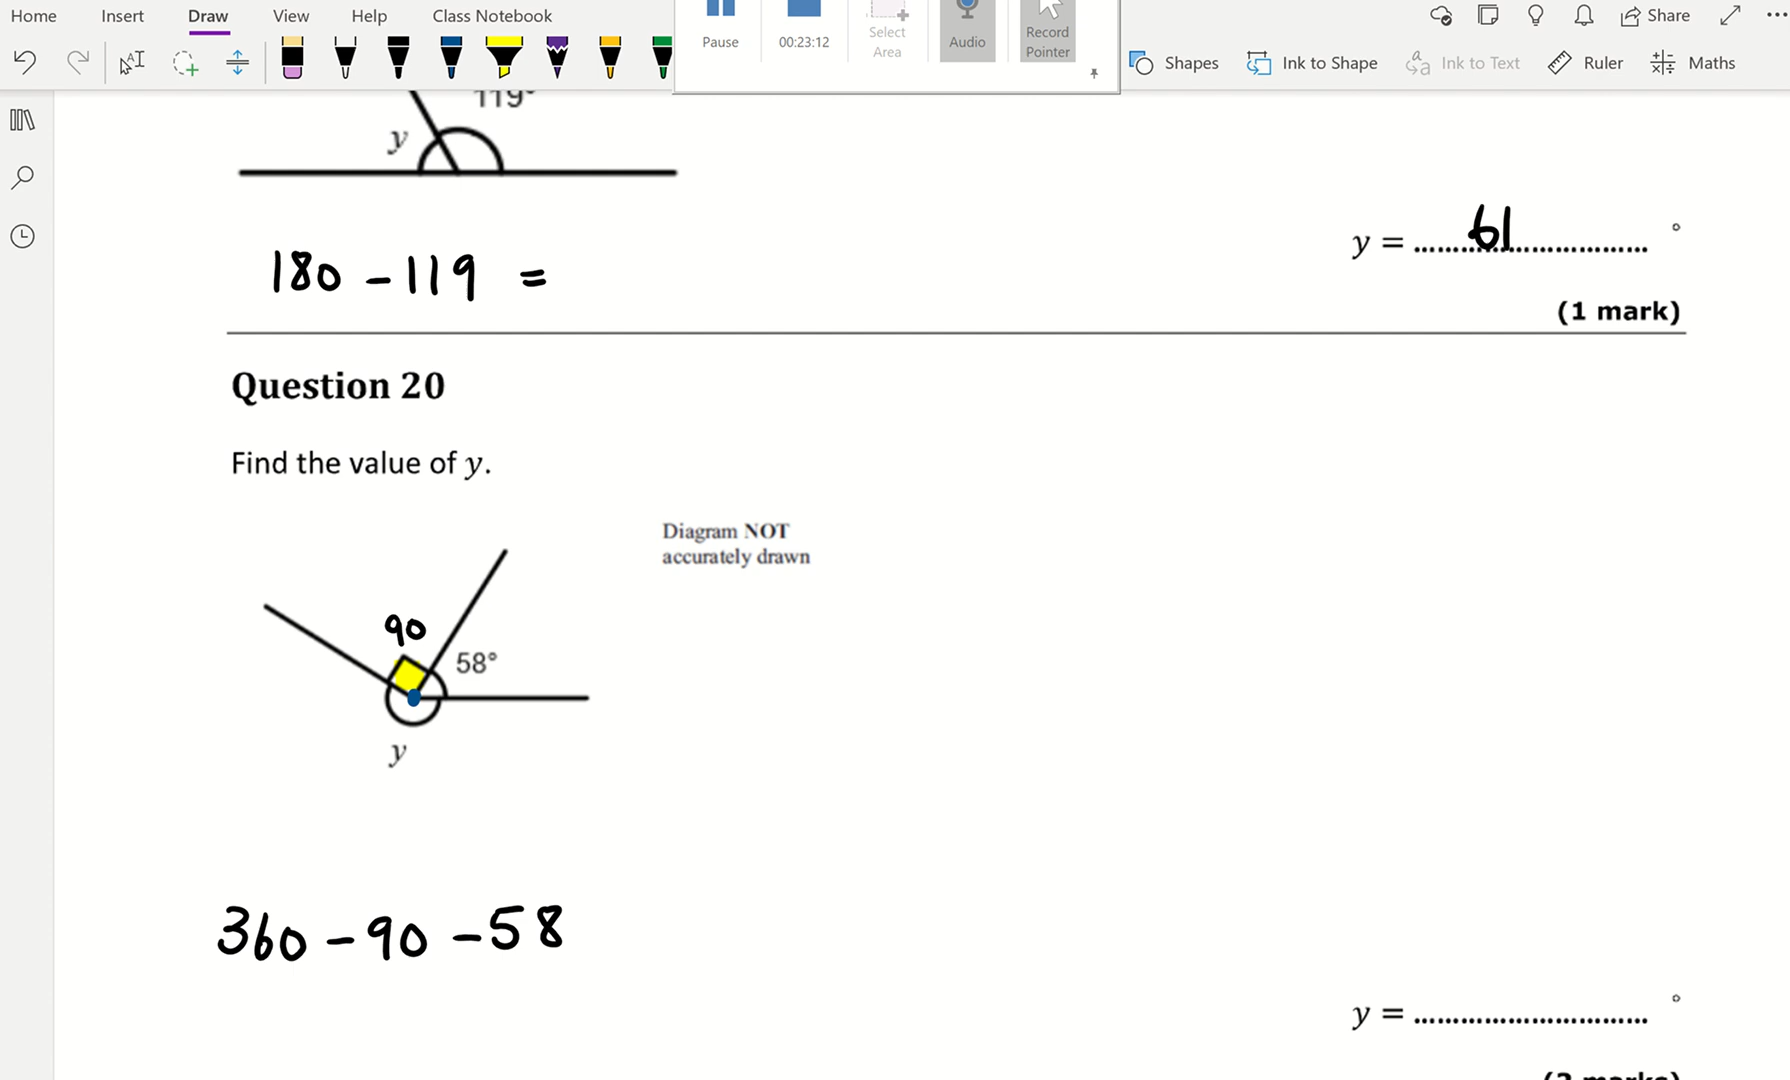 Home Insert Draw View Help Class Notebook
Share
Pause 00:23:12 Select Area Audio Record Pointer
Shapes Ink to Shape Ink to Text Ruler Maths
119°
y
y = .............................. °
61
180 - 119 =
(1 mark)
Question 20
Find the value of y.
Diagram NOT
accurately drawn
90
58°
y
360 - 90 - 58
y = .............................. °